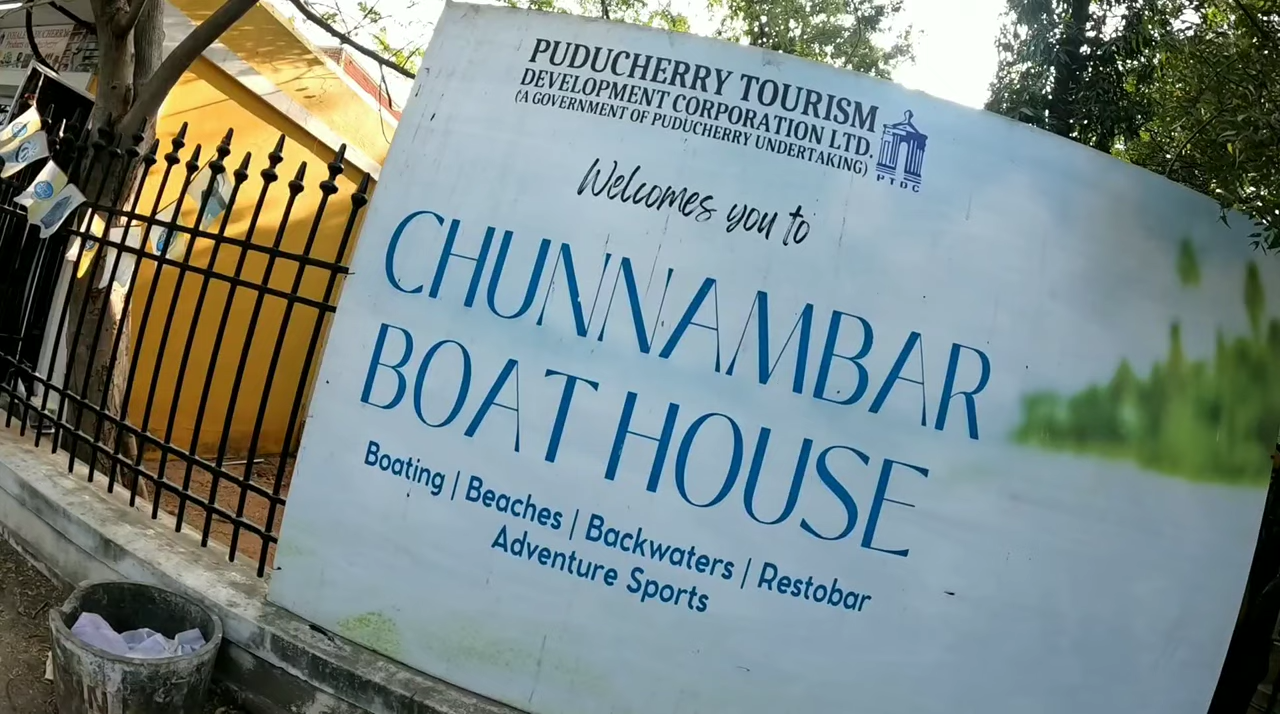 PUDUCHERRY TOURISM
DEVELOPMENT CORPORATION LTD.
(A GOVERNMENT OF PUDUCHERRY UNDERTAKING)
PTDC
Welcomes you to
CHUNNAMBAR
BOAT HOUSE
Boating | Beaches | Backwaters | Restobar
Adventure Sports